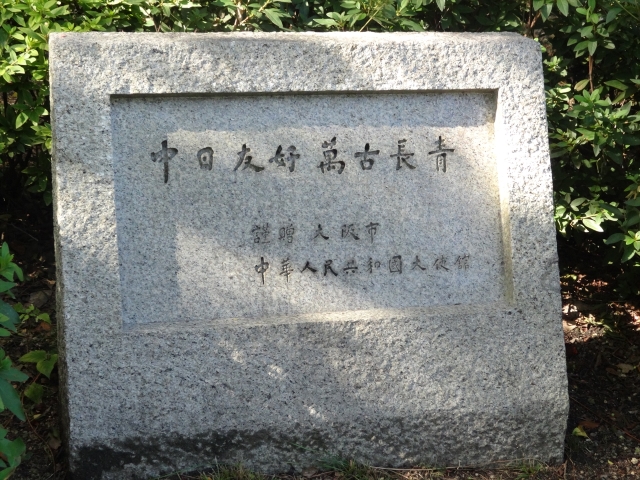 中日友好萬古長青
謹贈 大阪市
中華人民共和國大使館